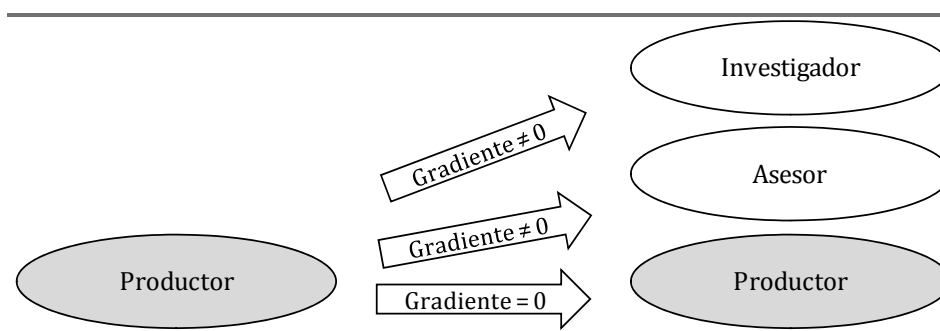 Investigador
Gradiente ≠ 0
Asesor
Gradiente ≠ 0
Productor
Gradiente = 0
Productor